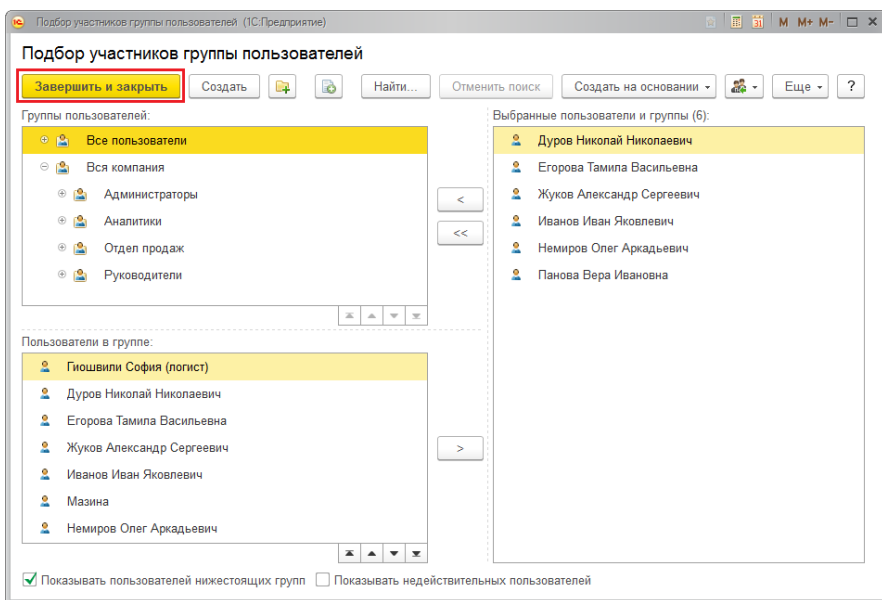 Подбор участников группы пользователей (1С:Предприятие)
M M+ M-
Подбор участников группы пользователей
Завершить и закрыть Создать Найти... Отменить поиск Создать на основании Еще ?
Группы пользователей:
Все пользователи
Вся компания
Администраторы
Аналитики
Отдел продаж
Руководители
<
<<
Выбранные пользователи и группы (6):
Дуров Николай Николаевич
Егорова Тамила Васильевна
Жуков Александр Сергеевич
Иванов Иван Яковлевич
Немиров Олег Аркадьевич
Панова Вера Ивановна
Пользователи в группе:
Гиошвили София (логист)
Дуров Николай Николаевич
Егорова Тамила Васильевна
Жуков Александр Сергеевич
Иванов Иван Яковлевич
Мазина
Немиров Олег Аркадьевич
>
Показывать пользователей нижестоящих групп Показывать недействительных пользователей